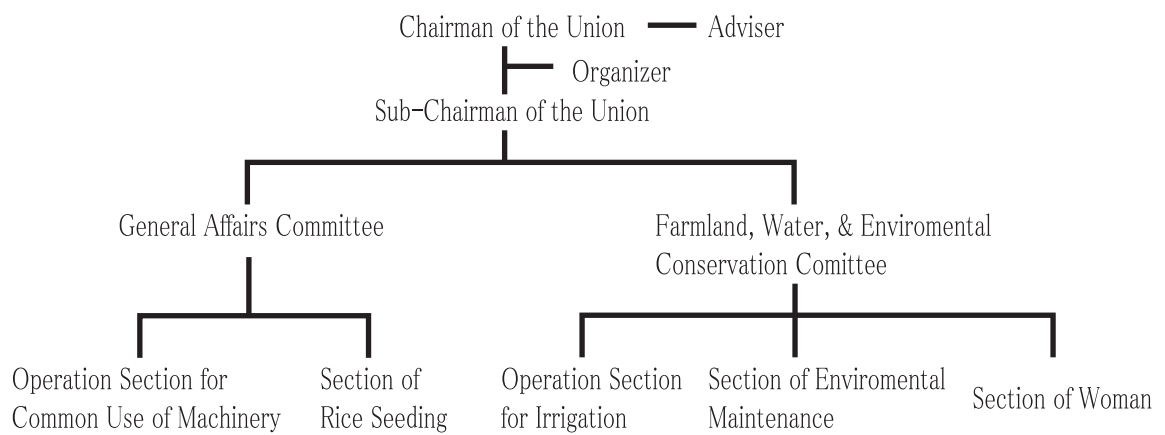 Chairman of the Union
Adviser
Organizer
Sub-Chairman of the Union
General Affairs Committee
Farmland, Water, & Enviromental
Conservation Comittee
Operation Section for
Common Use of Machinery
Section of
Rice Seeding
Operation Section
for Irrigation
Section of Enviromental
Maintenance
Section of Woman